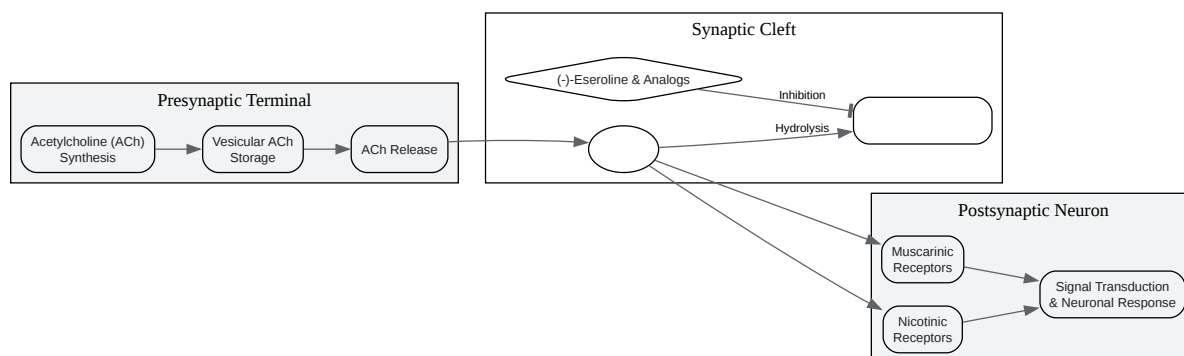 Synaptic Cleft
(-)-Eseroline & Analogs
Inhibition
Hydrolysis
Presynaptic Terminal
Acetylcholine (ACh)
Synthesis
Vesicular ACh
Storage
ACh Release
Postsynaptic Neuron
Muscarinic
Receptors
Nicotinic
Receptors
Signal Transduction
& Neuronal Response